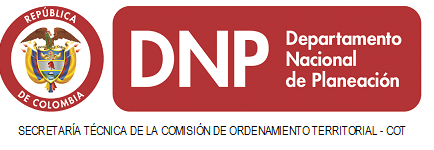 REPÚBLICA
DE COLOMBIA
DNP
Departamento
Nacional
de Planeación
SECRETARÍA TÉCNICA DE LA COMISIÓN DE ORDENAMIENTO TERRITORIAL - COT